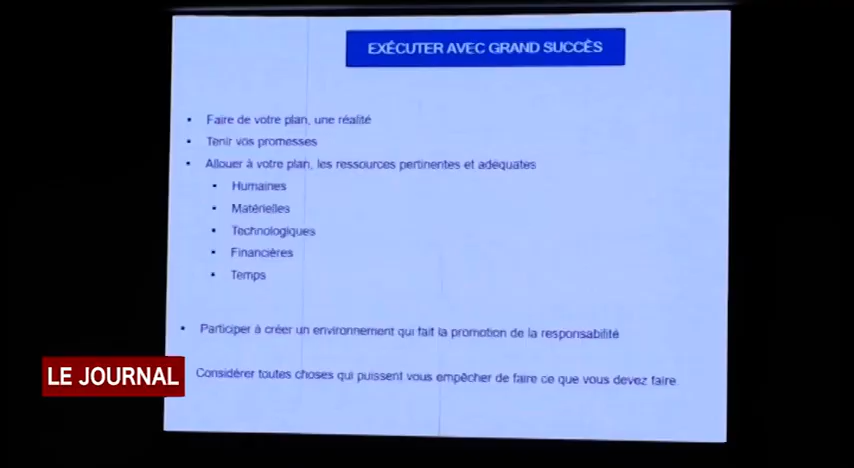 EXÉCUTER AVEC GRAND SUCCÈS
• Faire de votre plan, une réalité
• Tenir vos promesses
• Allouer à votre plan, les ressources pertinentes et adéquates
• Humaines
• Matérielles
• Technologiques
• Financières
• Temps
• Participer à créer un environnement qui fait la promotion de la responsabilité
Considérer toutes choses qui puissent vous empêcher de faire ce que vous devez faire
LE JOURNAL